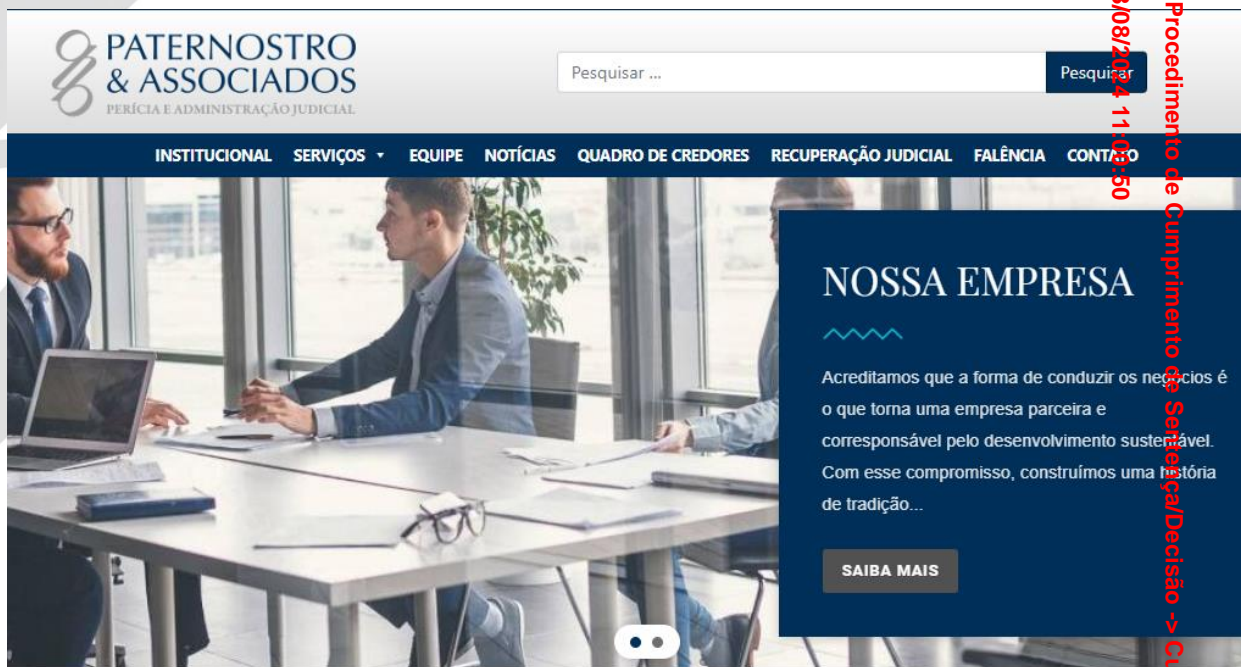 PATERNOSTRO
& ASSOCIADOS
PERÍCIA E ADMINISTRAÇÃO JUDICIAL
Pesquisar ...
Pesquisar
INSTITUCIONAL SERVIÇOS EQUIPE NOTÍCIAS QUADRO DE CREDORES RECUPERAÇÃO JUDICIAL FALÊNCIA CONTATO
NOSSA EMPRESA
Acreditamos que a forma de conduzir os negócios é
o que torna uma empresa parceira e
corresponsável pelo desenvolvimento sustentável.
Com esse compromisso, construímos uma história
de tradição...
SAIBA MAIS
Procedimento de Cumprimento de Sentença/Decisão ->
/08/2024 11:09:50